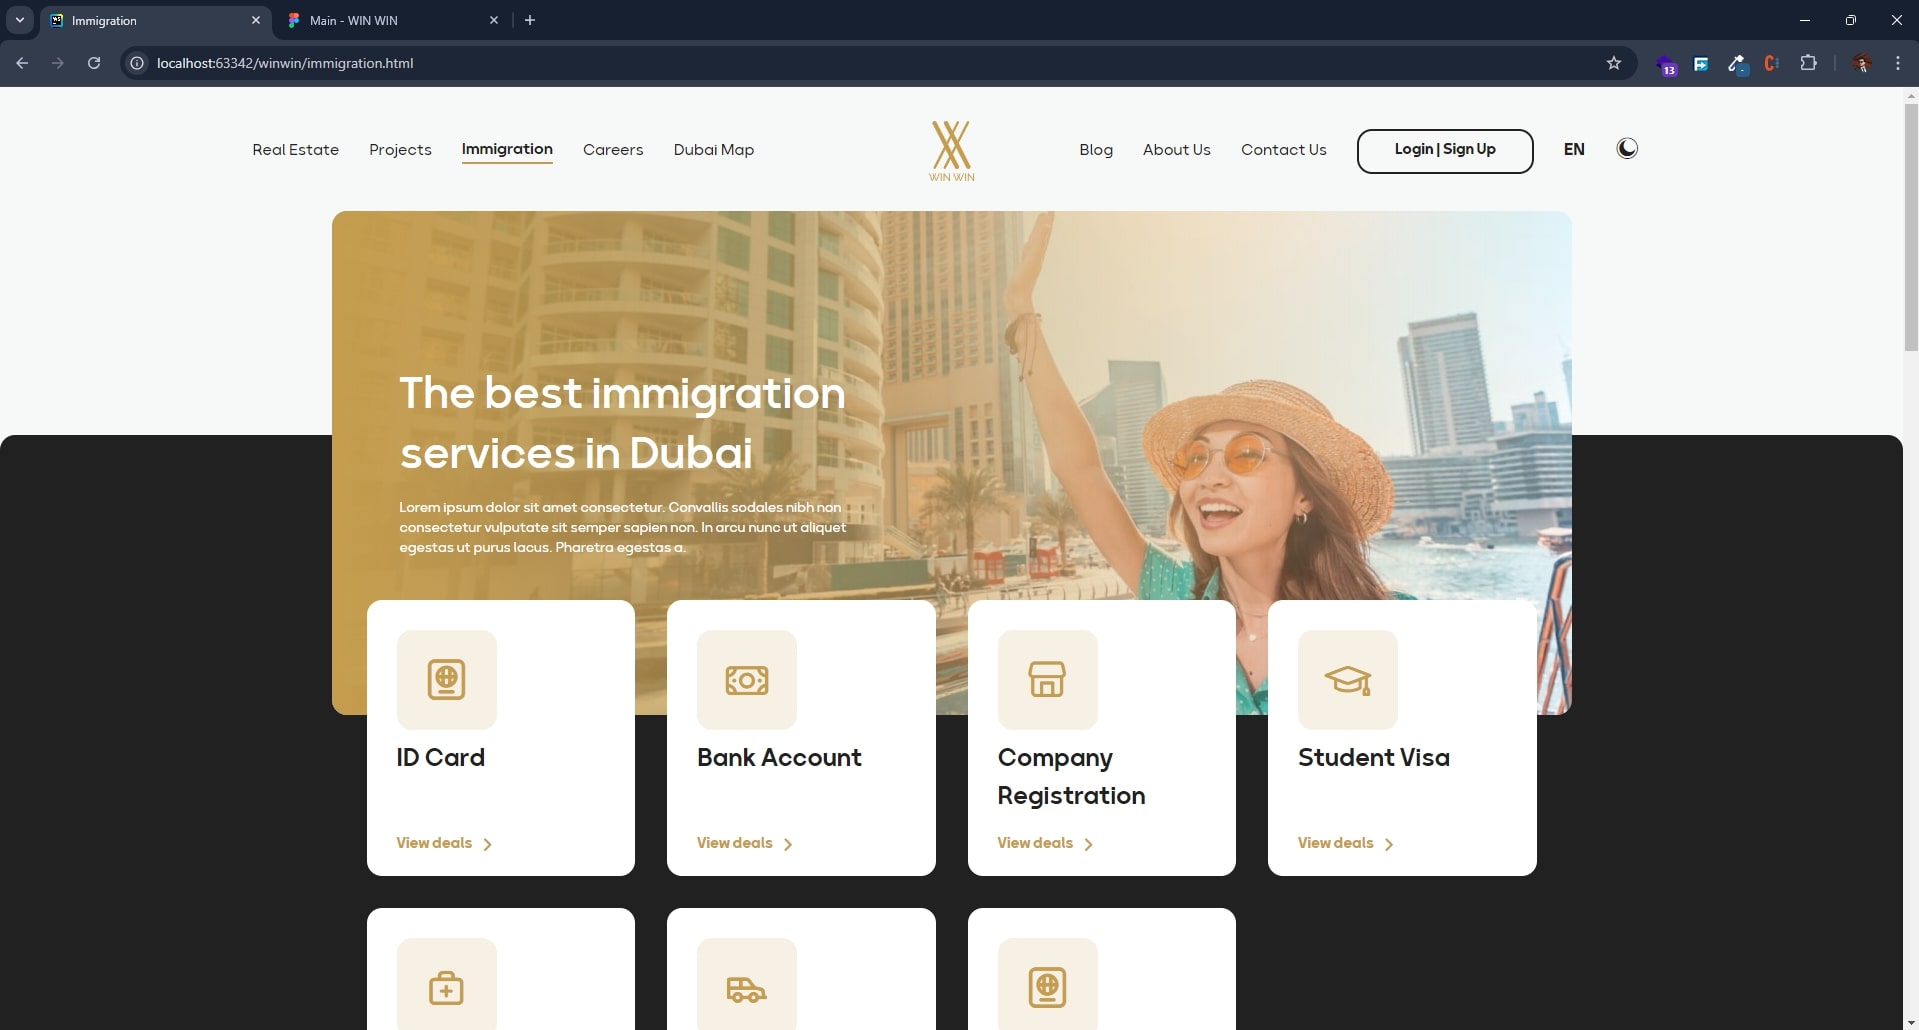 Immigration
Main - WIN WIN
localhost:63342/winwin/immigration.html
13
Real Estate
Projects
Immigration
Careers
Dubai Map
WIN WIN
Blog
About Us
Contact Us
Login | Sign Up
EN
The best immigration
services in Dubai
Lorem ipsum dolor sit amet consectetur. Convallis sodales nibh non
consectetur vulputate sit semper sapien non. In arcu nunc ut aliquet
egestas ut purus lacus. Pharetra egestas a.
ID Card
View deals
Bank Account
View deals
Company
Registration
View deals
Student Visa
View deals